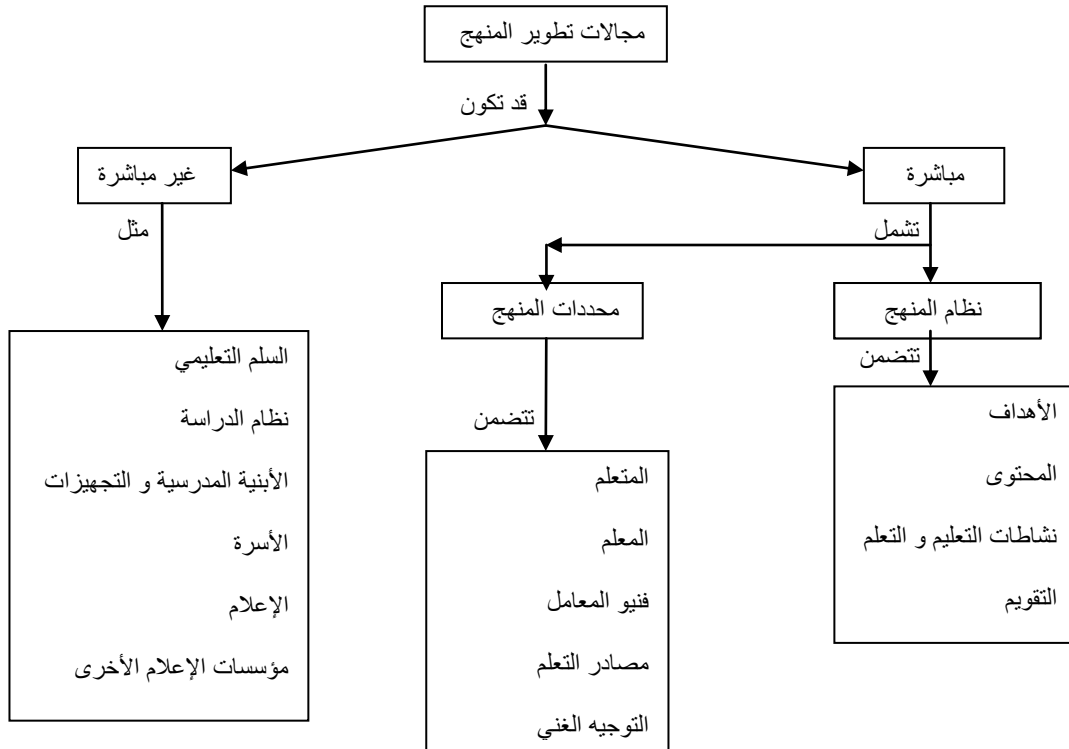 مجالات تطوير المنهج
قد تكون
مباشرة
غير مباشرة
تشمل
مثل
نظام المنهج
محددات المنهج
تتضمن
الأهداف
المحتوى
نشاطات التعليم و التعلم
التقويم
تتضمن
المتعلم
المعلم
فنيو المعامل
مصادر التعلم
التوجيه الغني
السلم التعليمي
نظام الدراسة
الأبنية المدرسية و التجهيزات
الأسرة
الإعلام
مؤسسات الإعلام الأخرى